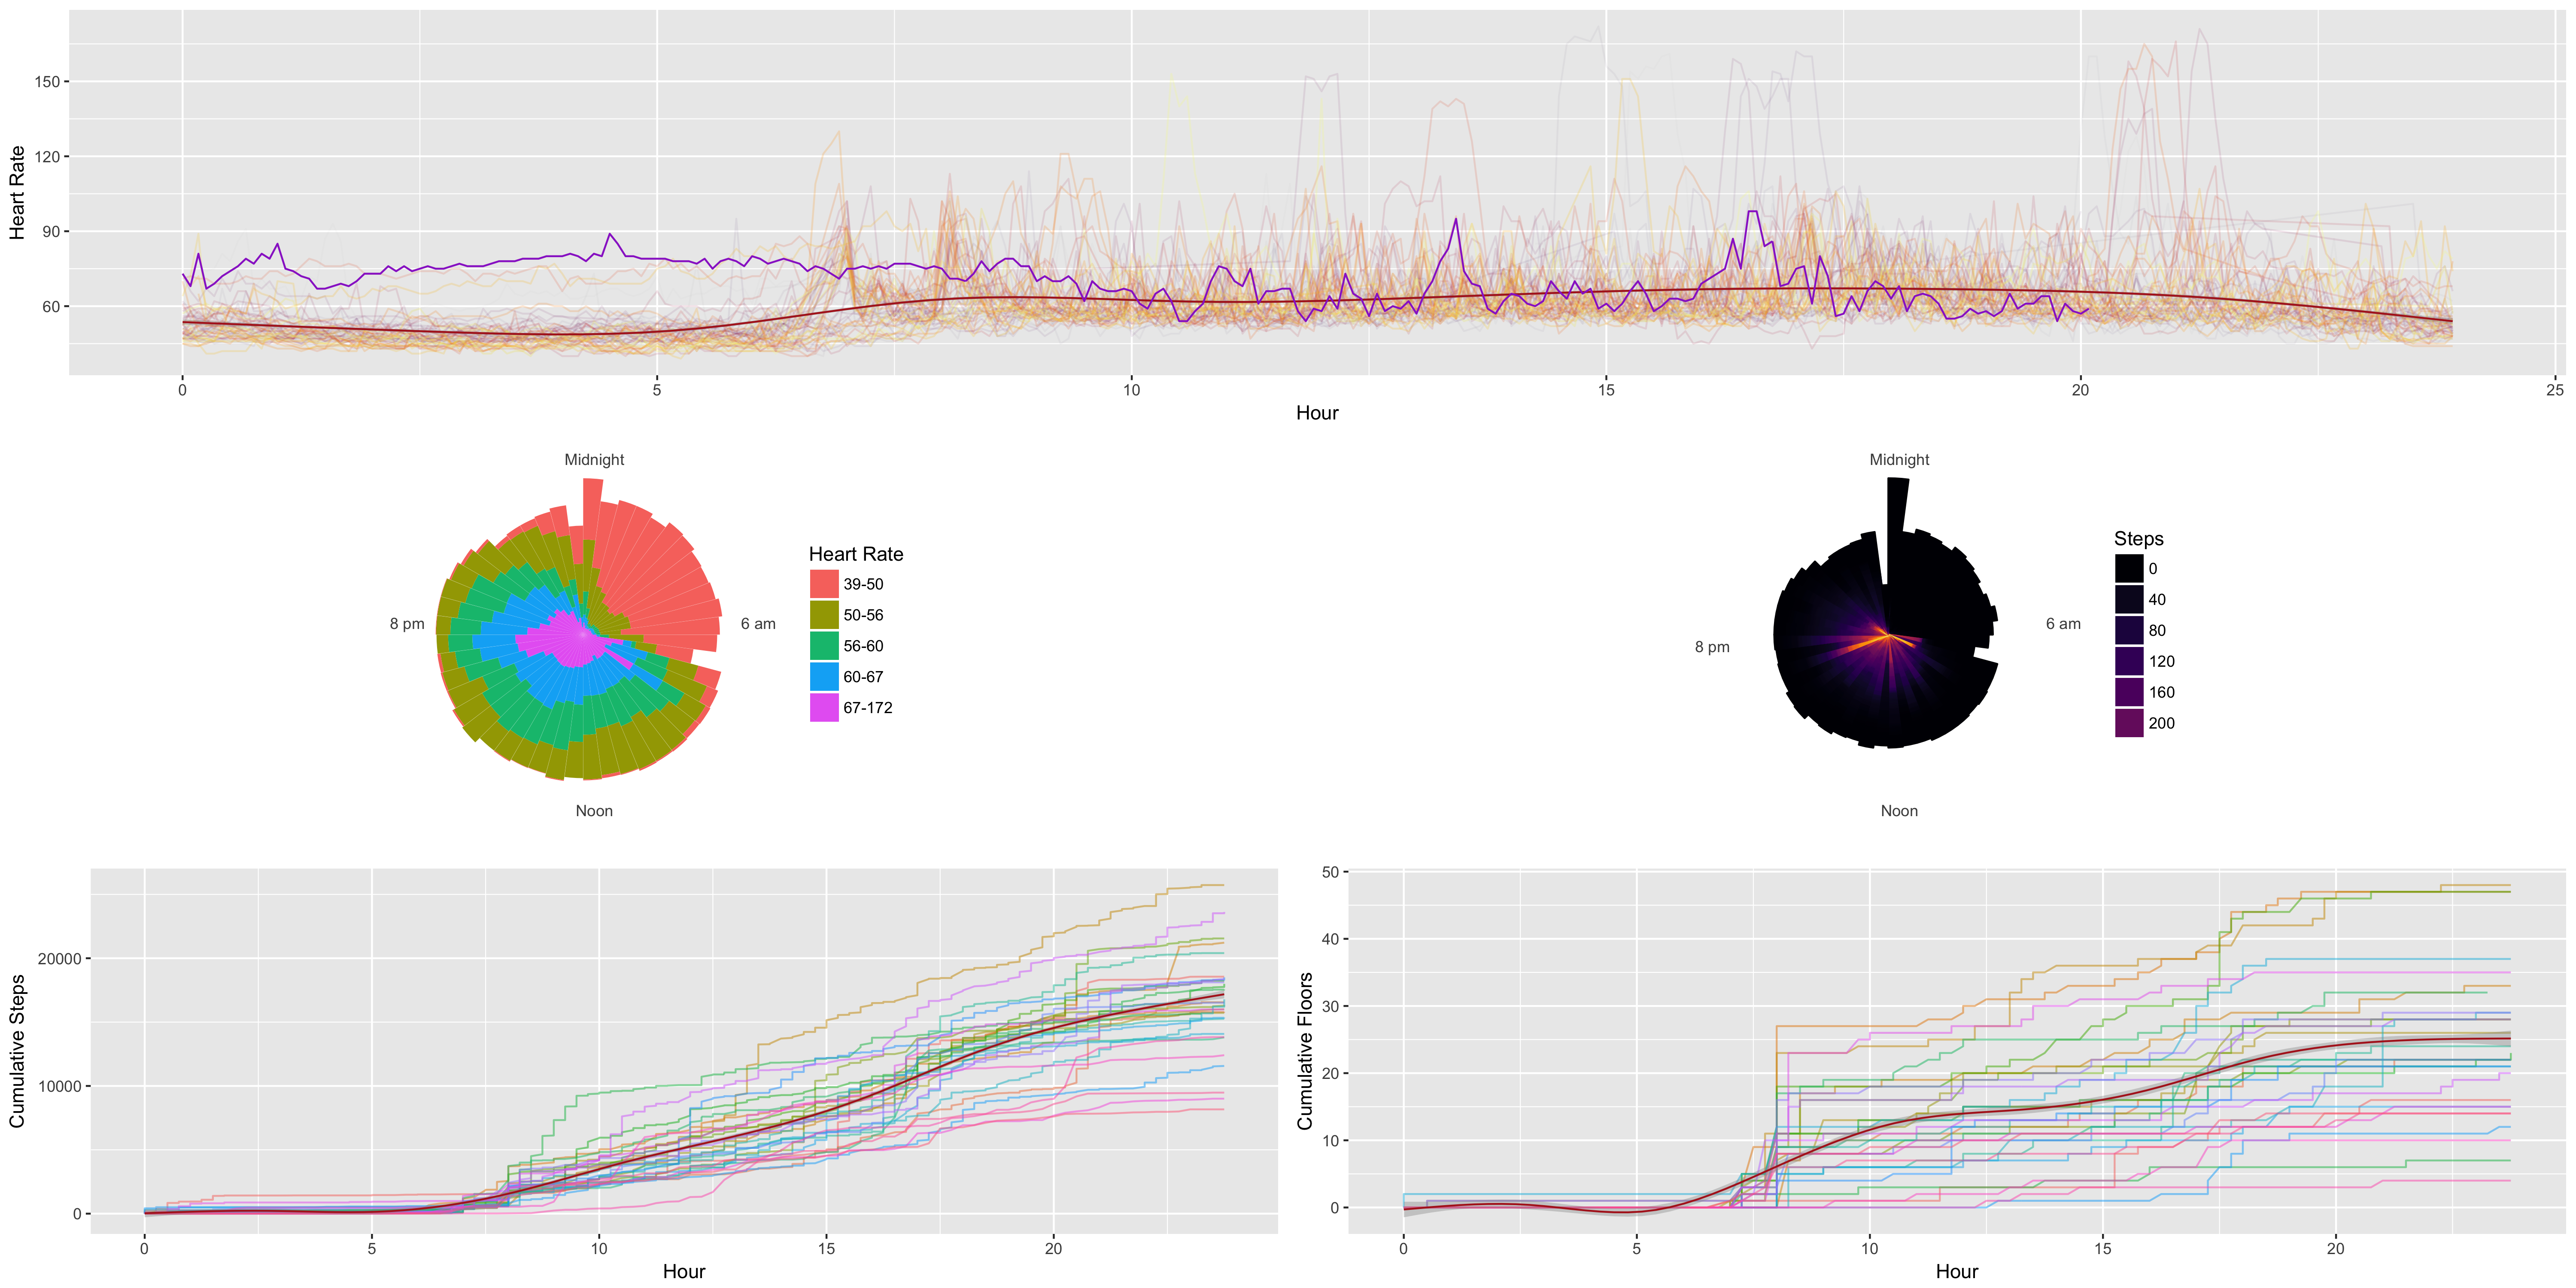 Heart Rate
150
120
90
60
0 5 10 15 20 25
Hour
Midnight
8 pm
6 am
Noon
Heart Rate
39-50
50-56
56-60
60-67
67-172
Midnight
8 pm
6 am
Noon
Steps
0
40
80
120
160
200
Cumulative Steps
20000
10000
0
0 5 10 15 20
Hour
Cumulative Floors
50
40
30
20
10
0
0 5 10 15 20
Hour